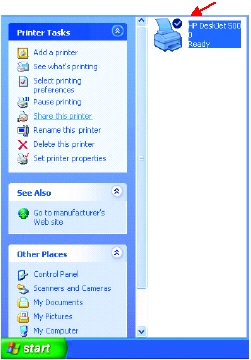 Printer Tasks
Add a printer
See what's printing
Select printing
preferences
Pause printing
Share this printer
Rename this printer
Delete this printer
Set printer properties
See Also
Go to manufacturer's
Web site
Other Places
Control Panel
Scanners and Cameras
My Documents
My Pictures
My Computer
HP DeskJet 500
0
Ready
start